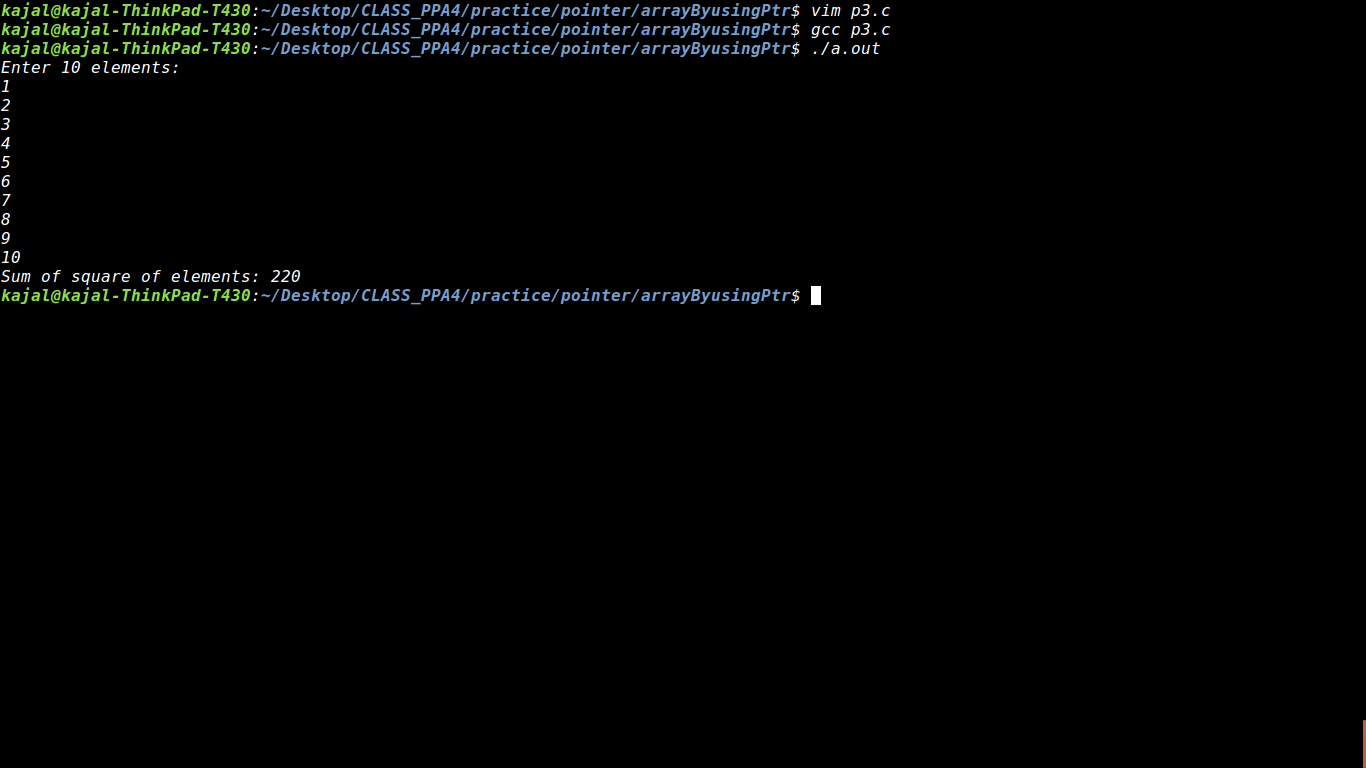 kajal@kajal-ThinkPad-T430:~/Desktop/CLASS_PPA4/practice/pointer/arrayByusingPtr$ vim p3.c
kajal@kajal-ThinkPad-T430:~/Desktop/CLASS_PPA4/practice/pointer/arrayByusingPtr$ gcc p3.c
kajal@kajal-ThinkPad-T430:~/Desktop/CLASS_PPA4/practice/pointer/arrayByusingPtr$ ./a.out
Enter 10 elements:
1
2
3
4
5
6
7
8
9
10
Sum of square of elements: 220
kajal@kajal-ThinkPad-T430:~/Desktop/CLASS_PPA4/practice/pointer/arrayByusingPtr$